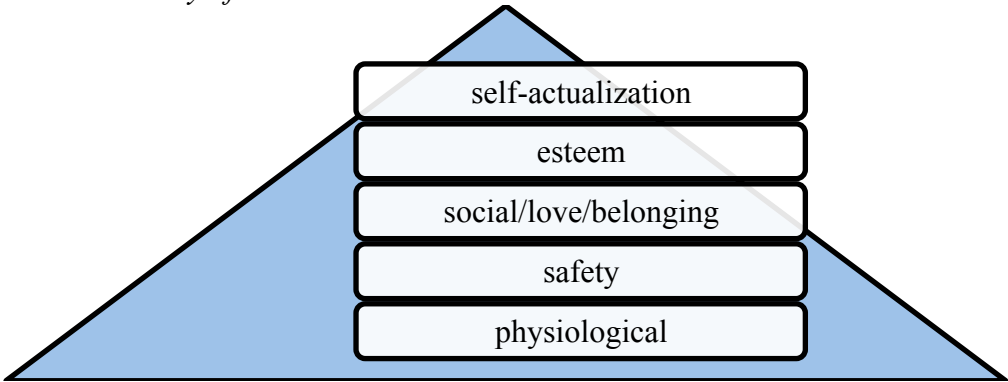 self-actualization
esteem
social/love/belonging
safety
physiological